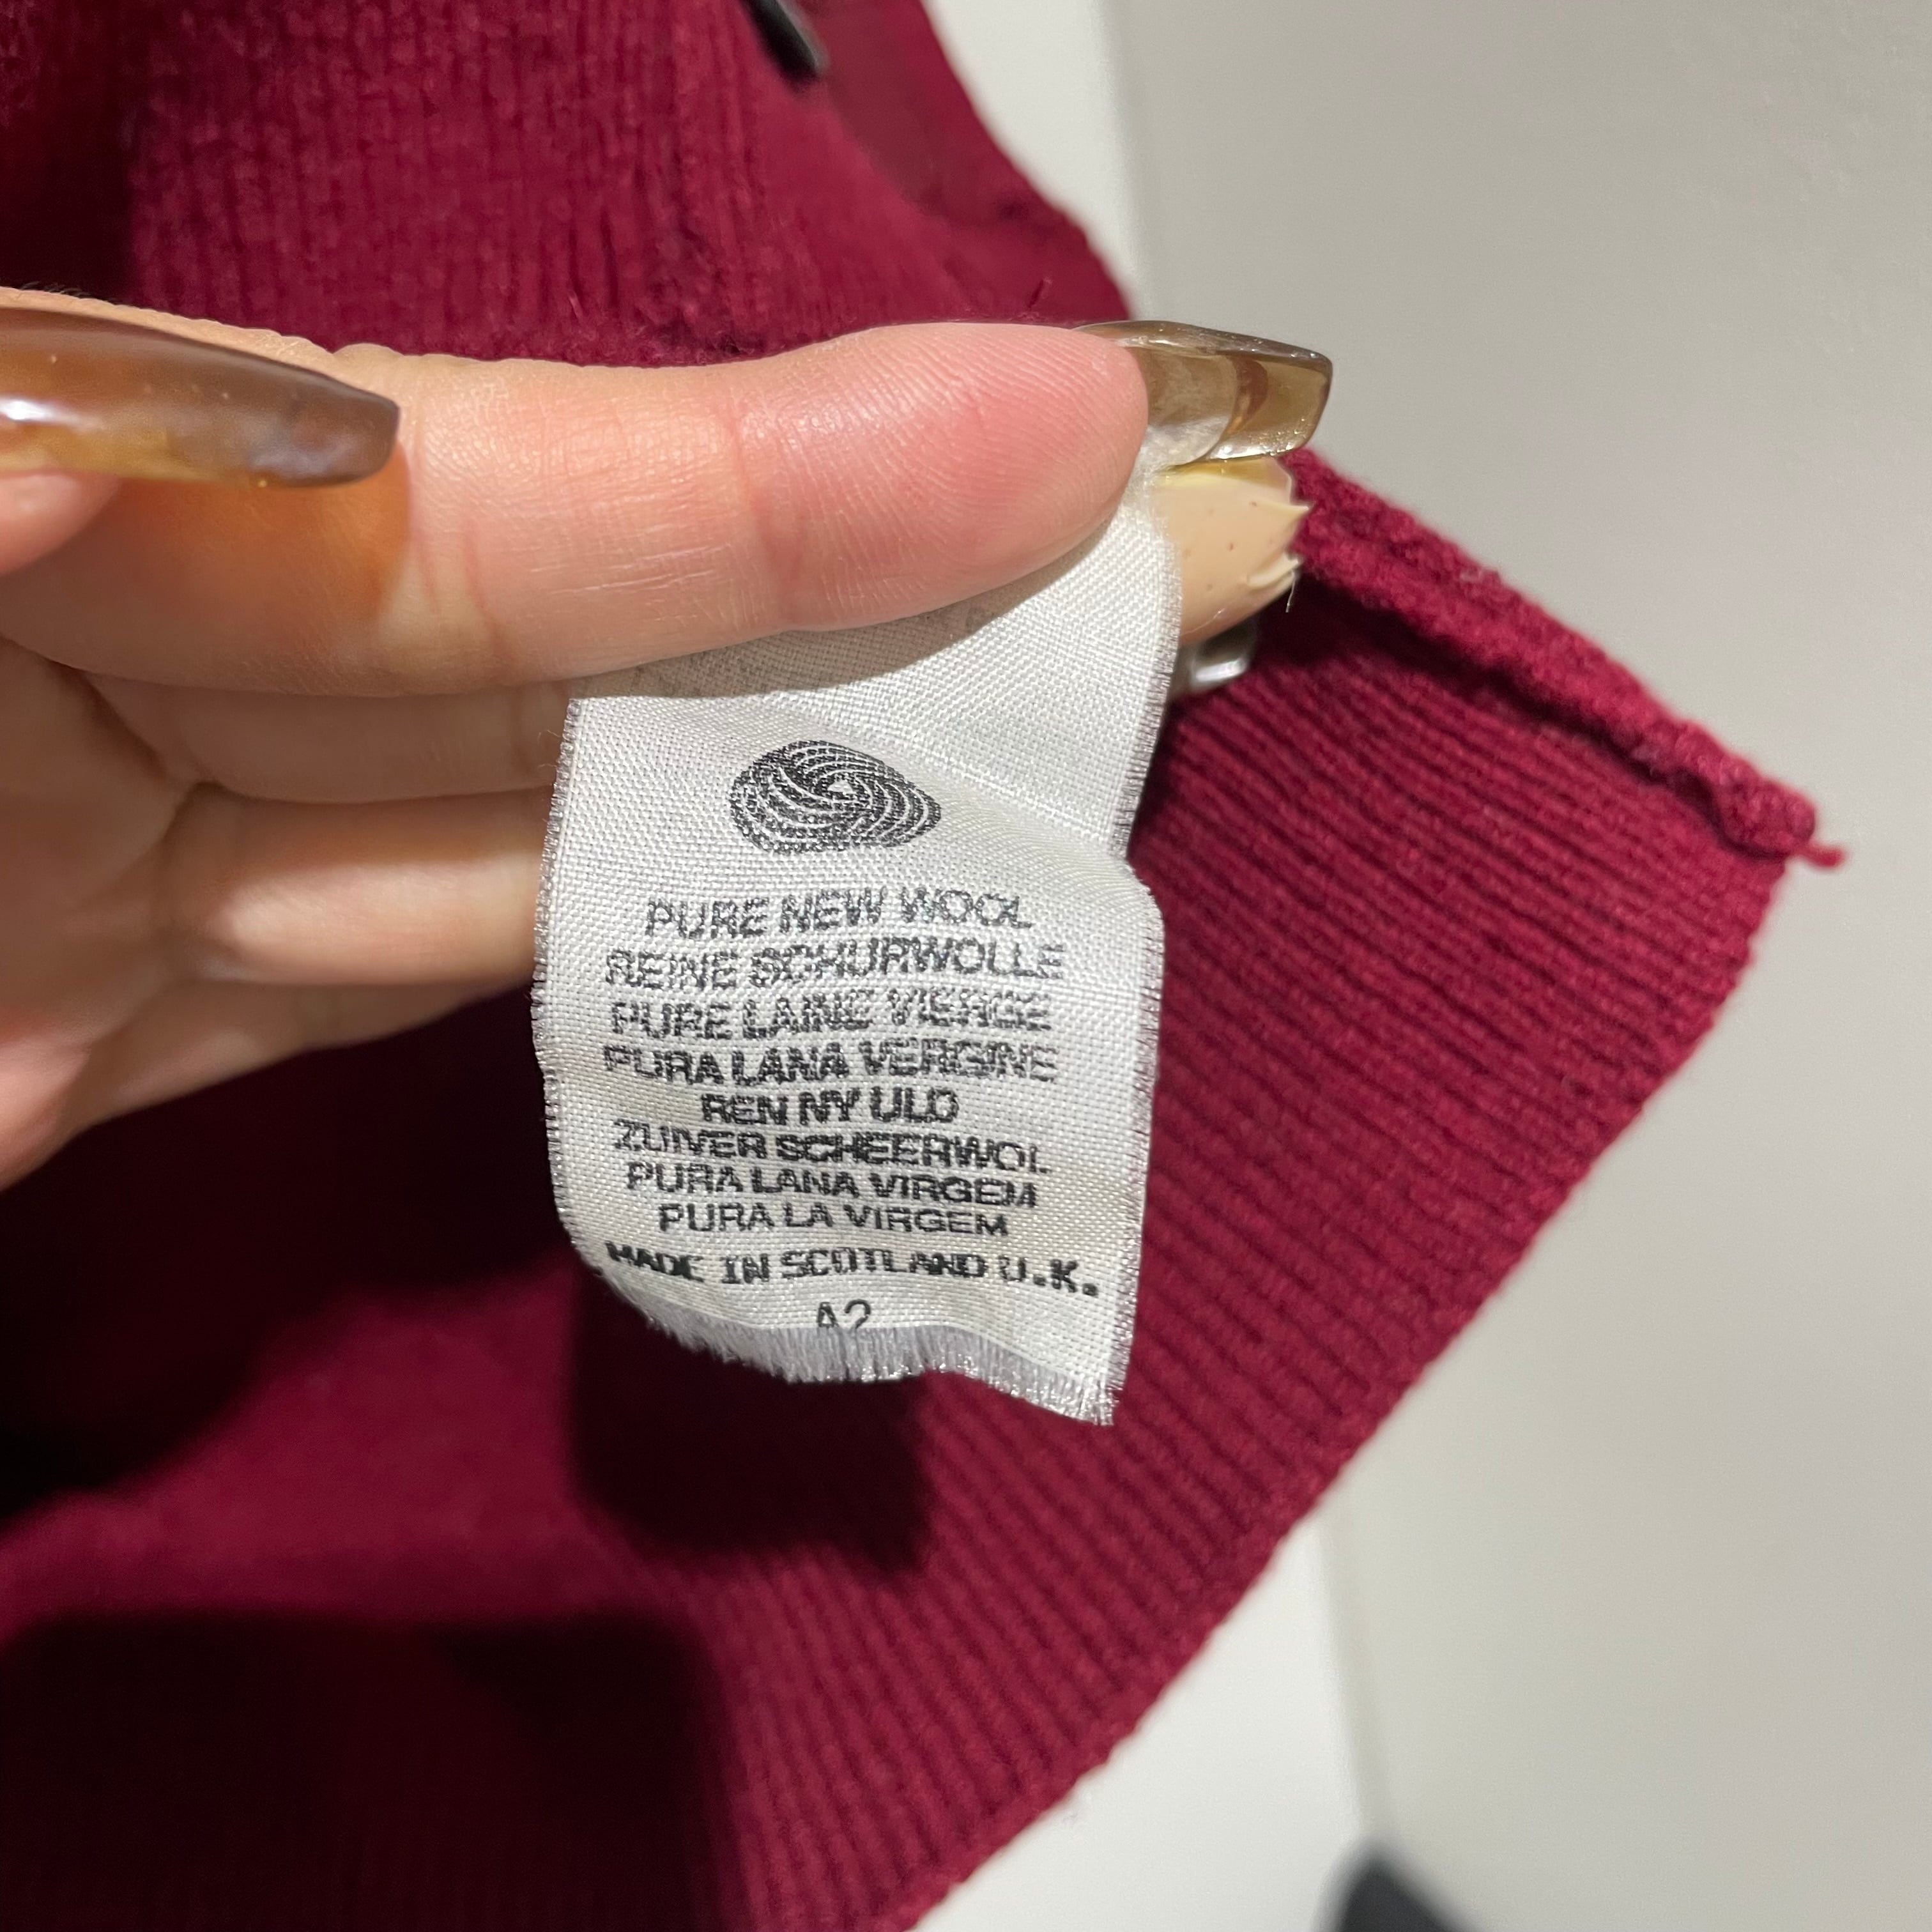 PURE NEW WOOL
REINE SCHURWOLLE
PURE LAINE VIERGE
PURA LANA VERGINE
REN NY ULD
ZUIVER SCHEERWOL
PURA LANA VIRGEM
PURA LA VIRGEM
MADE IN SCOTLAND U.K.
A2